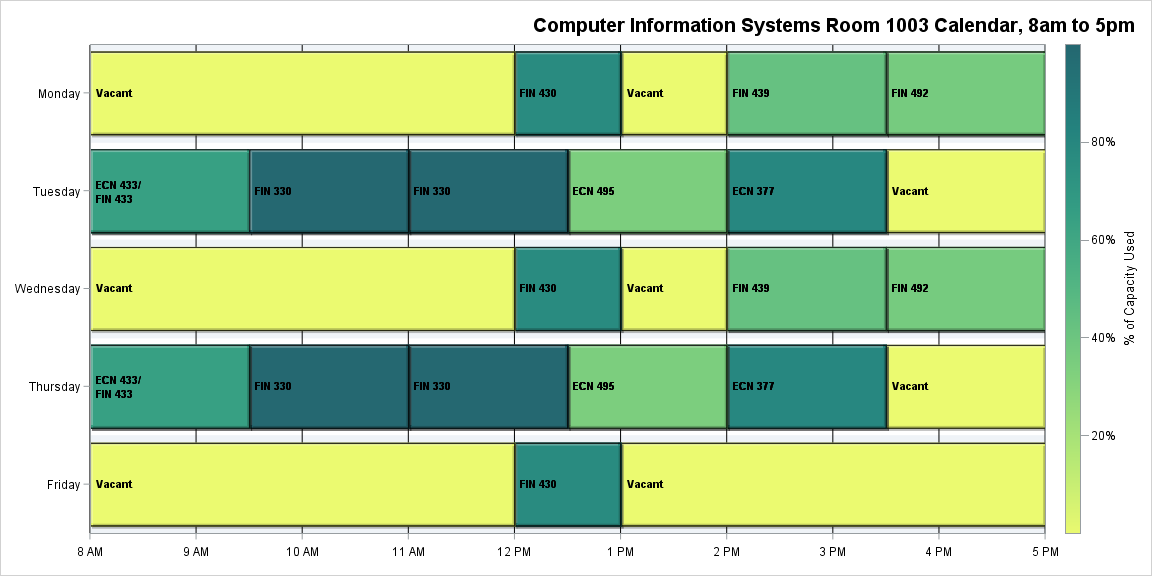 Computer Information Systems Room 1003 Calendar, 8am to 5pm
Monday
Vacant
FIN 430
Vacant
FIN 439
FIN 492
Tuesday
ECN 433/
FIN 433
FIN 330
FIN 330
ECN 495
ECN 377
Vacant
Wednesday
Vacant
FIN 430
Vacant
FIN 439
FIN 492
Thursday
ECN 433/
FIN 433
FIN 330
FIN 330
ECN 495
ECN 377
Vacant
Friday
Vacant
FIN 430
Vacant
8 AM
9 AM
10 AM
11 AM
12 PM
1 PM
2 PM
3 PM
4 PM
5 PM
80%
60%
40%
20%
% of Capacity Used